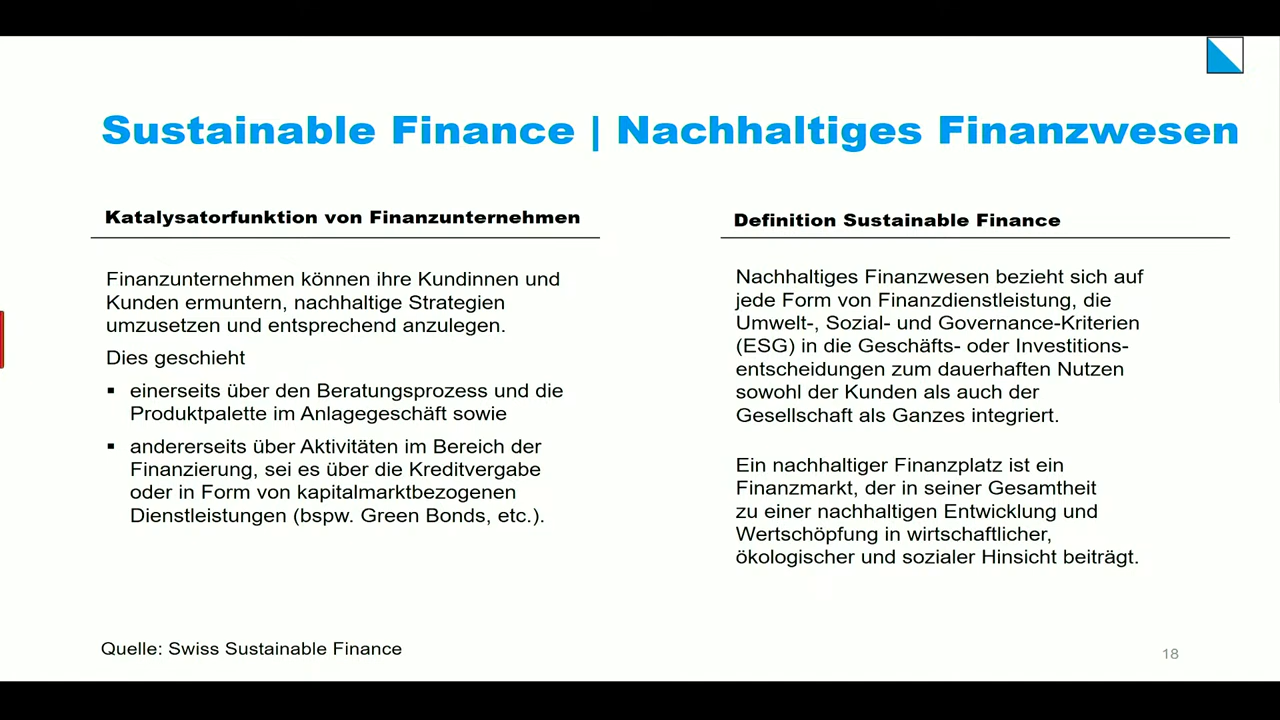 Sustainable Finance | Nachhaltiges Finanzwesen
Katalysatorfunktion von Finanzunternehmen
Finanzunternehmen können ihre Kundinnen und
Kunden ermuntern, nachhaltige Strategien
umzusetzen und entsprechend anzulegen.
Dies geschieht
▪ einerseits über den Beratungsprozess und die
Produktpalette im Anlagegeschäft sowie
▪ andererseits über Aktivitäten im Bereich der
Finanzierung, sei es über die Kreditvergabe
oder in Form von kapitalmarktbezogenen
Dienstleistungen (bspw. Green Bonds, etc.).
Definition Sustainable Finance
Nachhaltiges Finanzwesen bezieht sich auf
jede Form von Finanzdienstleistung, die
Umwelt-, Sozial- und Governance-Kriterien
(ESG) in die Geschäfts- oder Investitions-
entscheidungen zum dauerhaften Nutzen
sowohl der Kunden als auch der
Gesellschaft als Ganzes integriert.
Ein nachhaltiger Finanzplatz ist ein
Finanzmarkt, der in seiner Gesamtheit
zu einer nachhaltigen Entwicklung und
Wertschöpfung in wirtschaftlicher,
ökologischer und sozialer Hinsicht beiträgt.
Quelle: Swiss Sustainable Finance
18